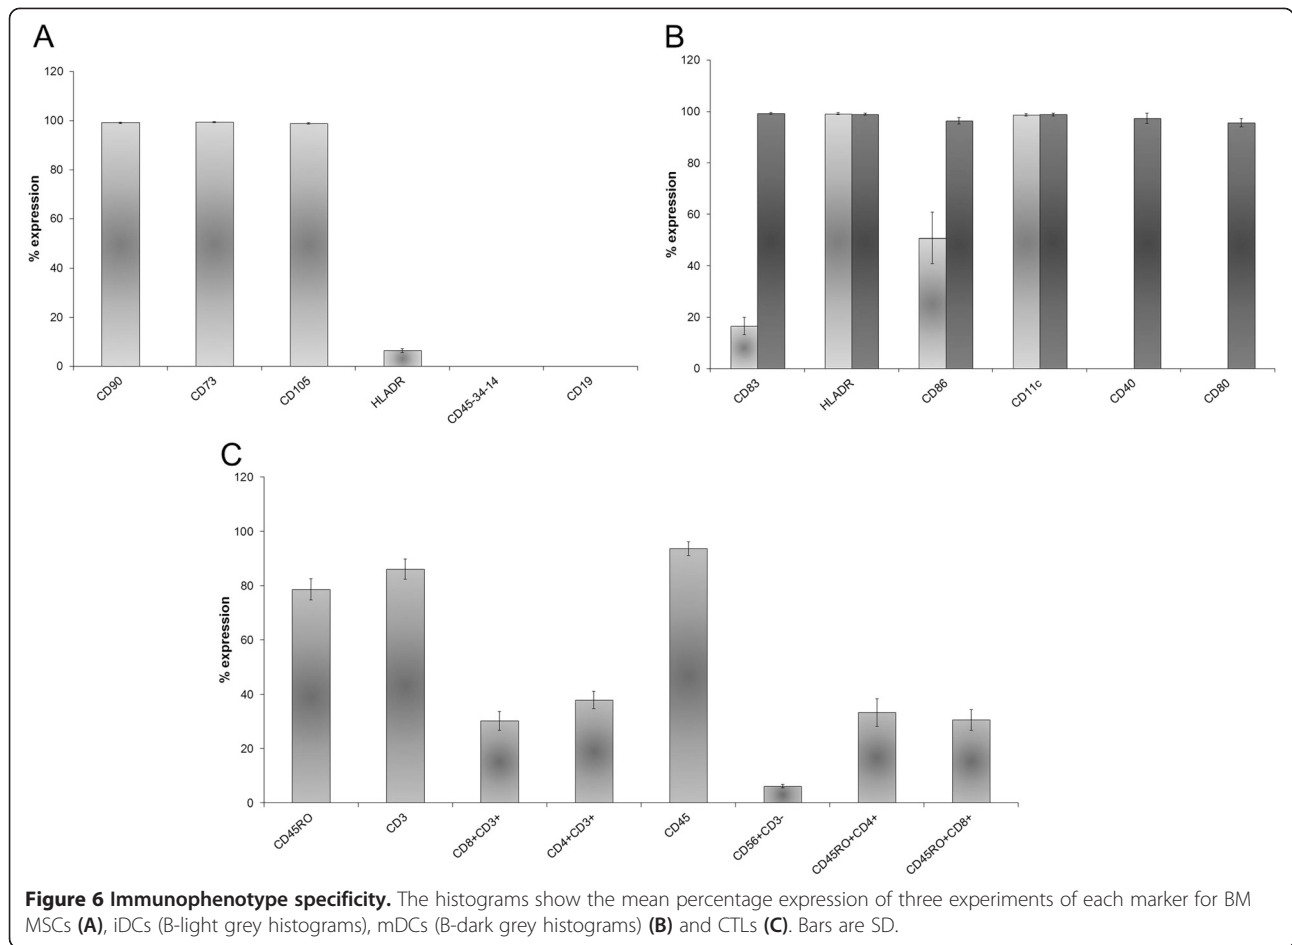 A
120
100
80
60
40
20
0
% expression
CD90
CD73
CD105
HLADR
CD45-34-14
CD19
B
120
100
80
60
40
20
0
% expression
CD83
HLADR
CD86
CD11c
CD40
CD80
C
120
100
80
60
40
20
0
% expression
CD45RO
CD3
CD8+CD3+
CD4+CD3+
CD45
CD56+CD3-
CD45RO+CD4+
CD45RO+CD8+
Figure 6 Immunophenotype specificity. The histograms show the mean percentage expression of three experiments of each marker for BM
MSCs (A), iDCs (B-light grey histograms), mDCs (B-dark grey histograms) (B) and CTLs (C). Bars are SD.